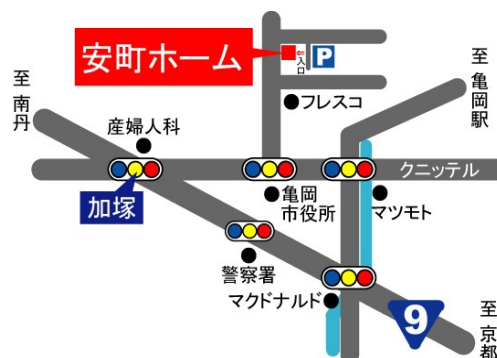 安町ホーム
⇐入口
P
至亀岡駅
至南丹
フレスコ
産婦人科
クニッテル
加塚
亀岡
市役所
マツモト
警察署
マクドナルド
9
至京都